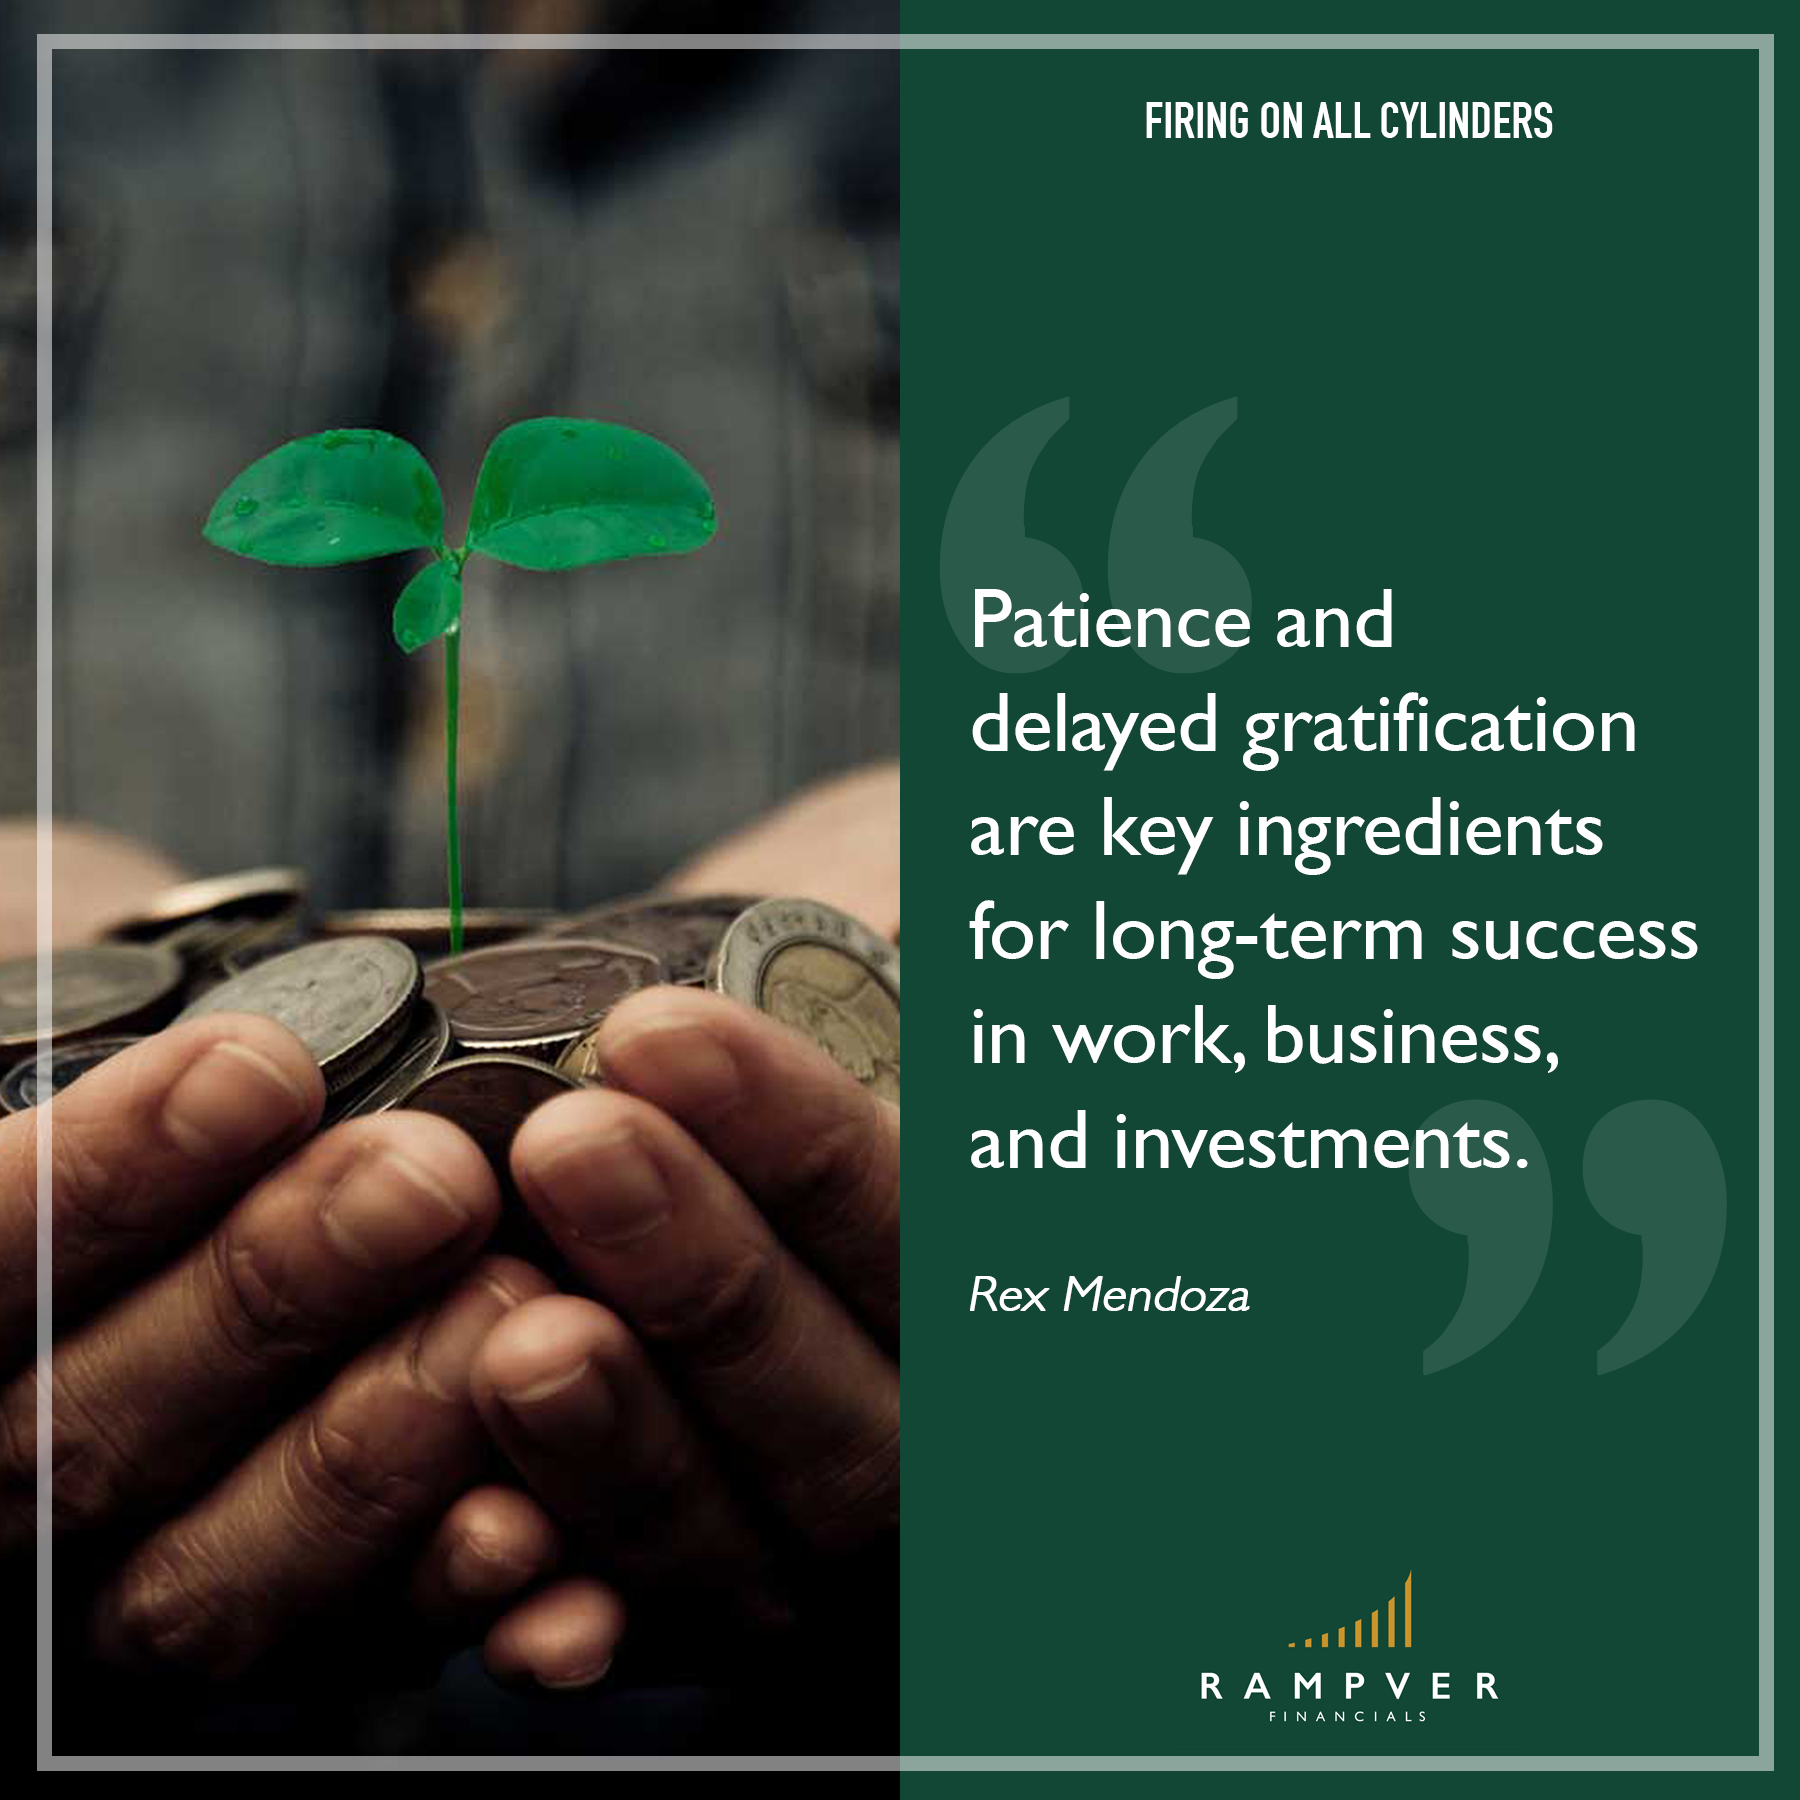 FIRING ON ALL CYLINDERS
Patience and
delayed gratification
are key ingredients
for long-term success
in work, business,
and investments.
Rex Mendoza
RAMPVER
FINANCIALS